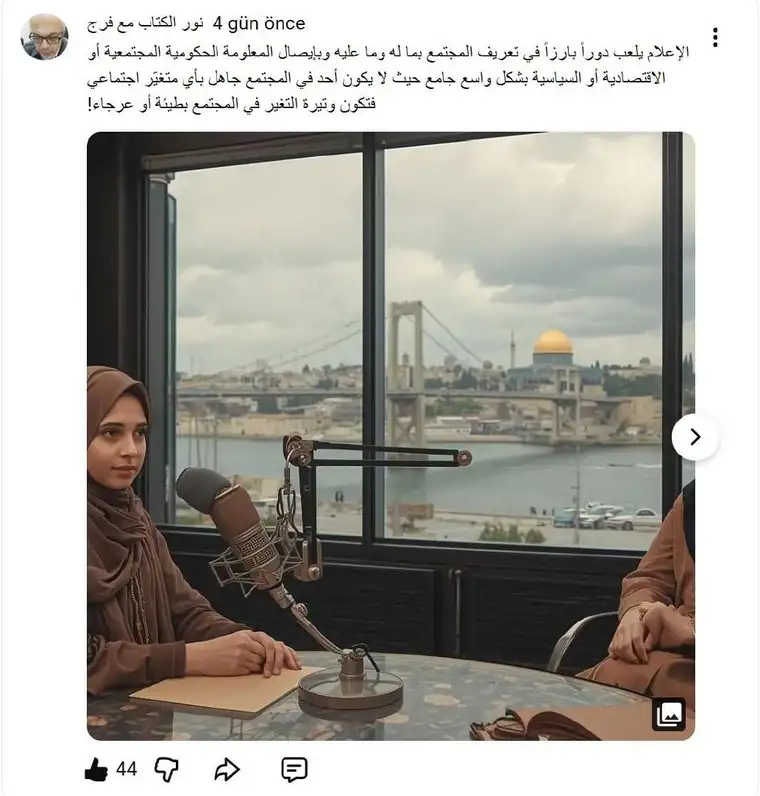 نور الكتاب مع فرج 4 gün önce
الإعلام يلعب دوراً بارزاً في تعريف المجتمع بما له وما عليه وبإيصال المعلومة الحكومية المجتمعية أو
الاقتصادية أو السياسية بشكل واسع جامع حيث لا يكون أحد في المجتمع جاهل بأي متغيّر اجتماعي
فتكون وتيرة التغير في المجتمع بطيئة أو عرجاء!
44